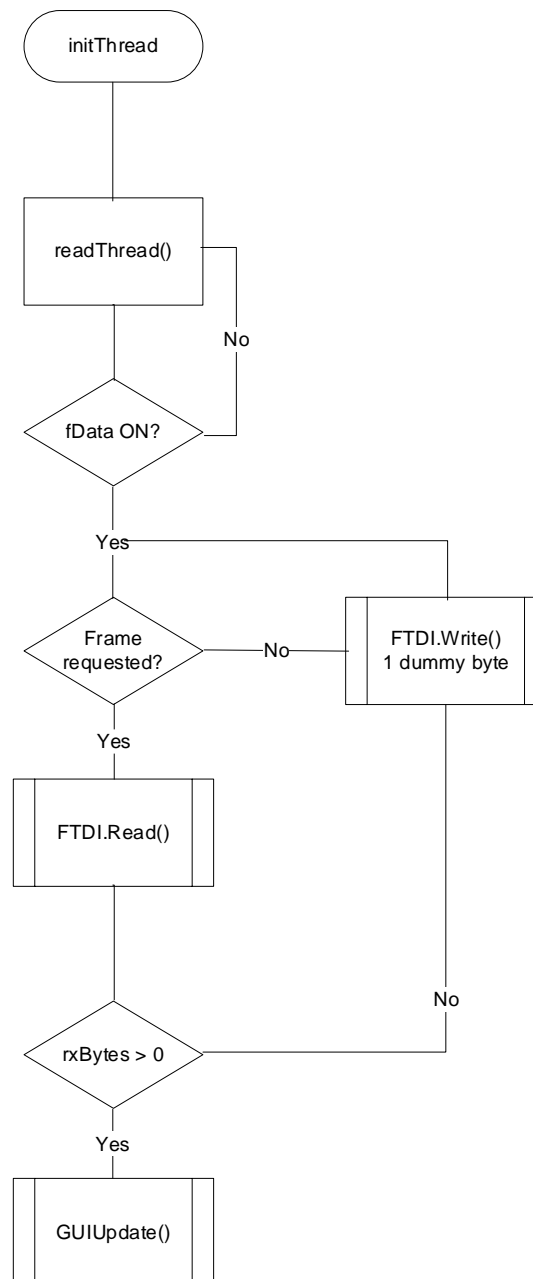 initThread
readThread()
No
fData ON?
Yes
Frame
requested?
No
FTDI.Write()
1 dummy byte
Yes
FTDI.Read()
No
rxBytes > 0
Yes
GUIUpdate()